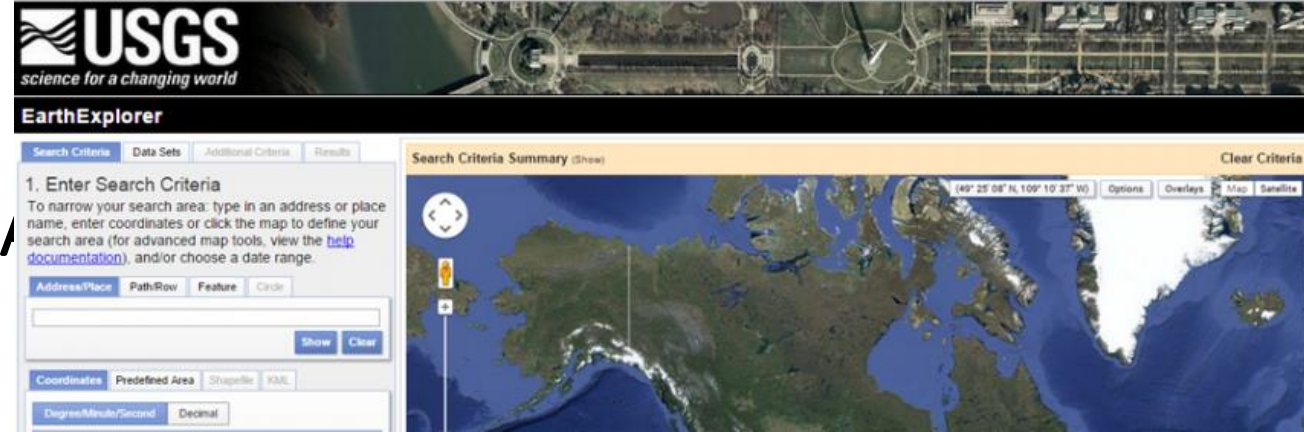 USGS
science for a changing world
EarthExplorer
Search Criteria Data Sets Additional Criteria Results
1. Enter Search Criteria
To narrow your search area: type in an address or place
name, enter coordinates or click the map to define your
search area (for advanced map tools, view the help
documentation), and/or choose a date range.
Address/Place Path/Row Feature Circle
Show Clear
Coordinates Predefined Area Shapefile KML
Degree/Minute/Second Decimal
Search Criteria Summary (Show) Clear Criteria
(49° 25' 08" N, 109° 10' 37" W) Options Overlays Map Satellite